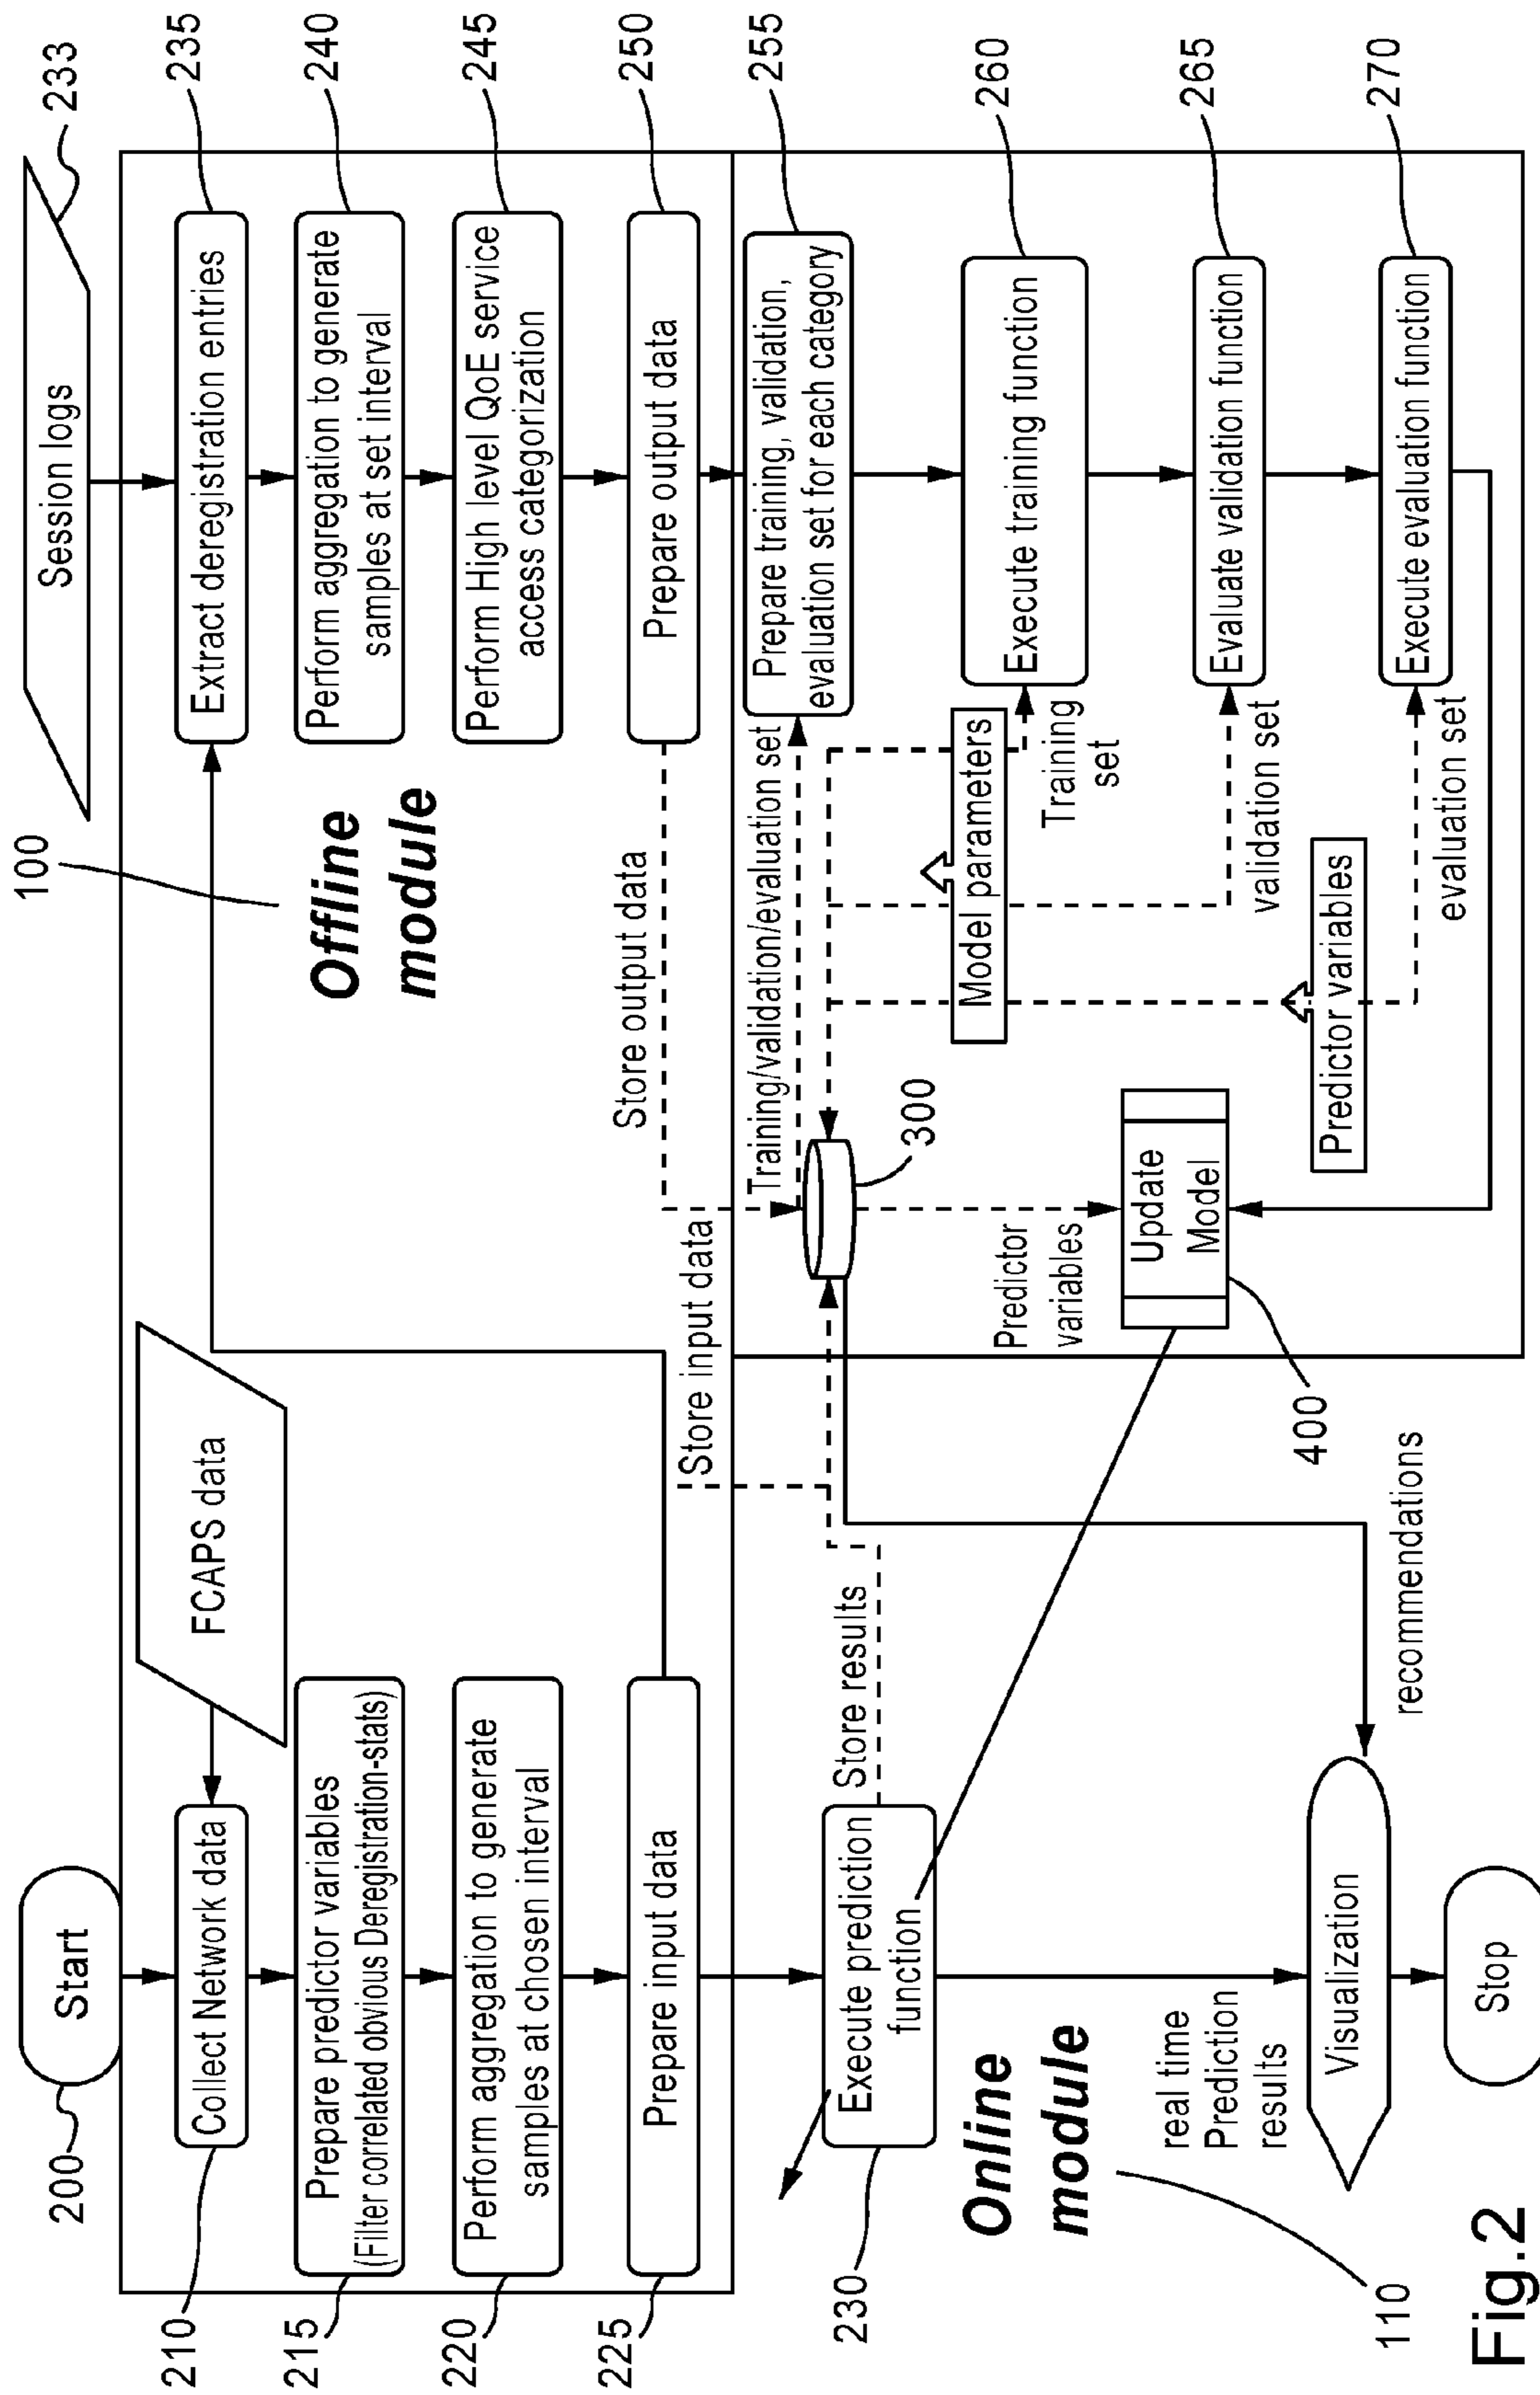 Start
200
Collect Network data
210
FCAPS data
Prepare predictor variables
(Filter correlated obvious Deregistration-stats)
215
Perform aggregation to generate
samples at chosen interval
220
Prepare input data
225
Execute prediction
function
230
Store results
Store input data
Online
module
110
real time
Prediction
results
Visualization
recommendations
Stop
Session logs
233
100
Offline
module
Extract deregistration entries
235
Perform aggregation to generate
samples at set interval
240
Perform High level QoE service
access categorization
245
Prepare output data
250
Store output data
Training/validation/evaluation set
Prepare training, validation,
evaluation set for each category
255
300
Model parameters
Training
set
Execute training function
260
Predictor
variables
Update
Model
400
validation set
Evaluate validation function
265
Predictor variables
evaluation set
Execute evaluation function
270
Fig.2